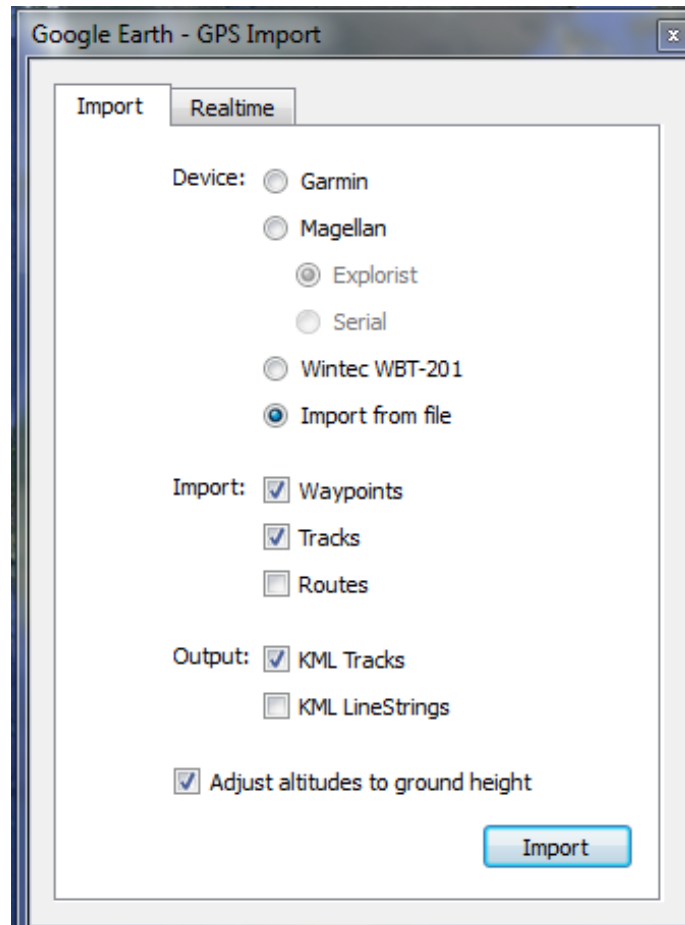 Google Earth - GPS Import
x
Import Realtime
Device: Garmin
Magellan
Explorist
Serial
Wintec WBT-201
Import from file
Import: Waypoints
Tracks
Routes
Output: KML Tracks
KML LineStrings
Adjust altitudes to ground height
Import